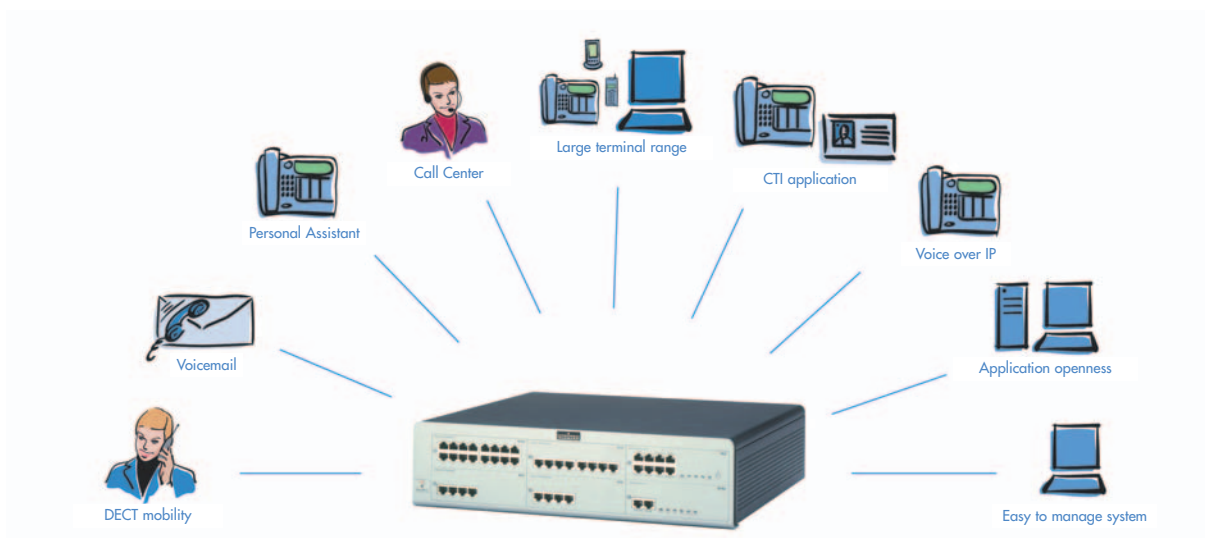 Large terminal range
Call Center
CTI application
Personal Assistant
Voice over IP
Voicemail
Application openness
DECT mobility
Easy to manage system